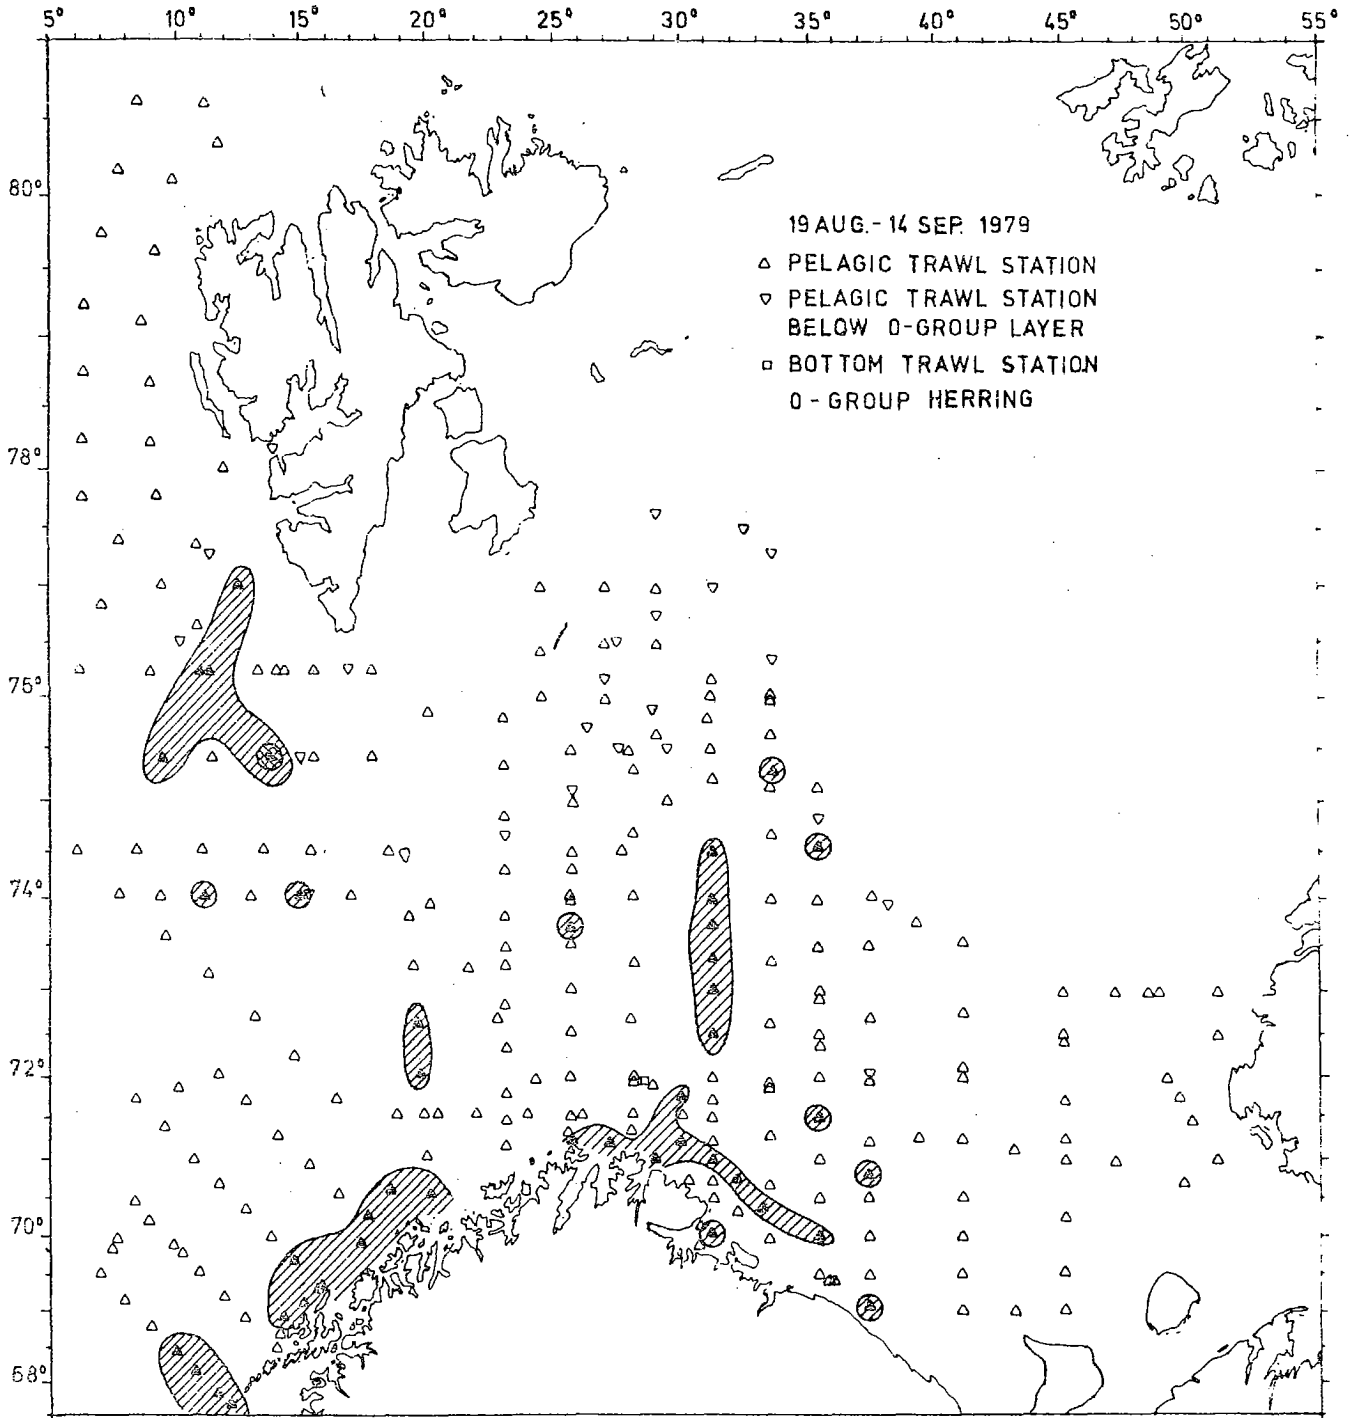 5° 10° 15° 20° 25° 30° 35° 40° 45° 50° 55°
80°
78°
76°
74°
72°
70°
68°
19 AUG.- 14 SEP. 1979
△ PELAGIC TRAWL STATION
▽ PELAGIC TRAWL STATION
BELOW 0-GROUP LAYER
□ BOTTOM TRAWL STATION
0 - GROUP HERRING